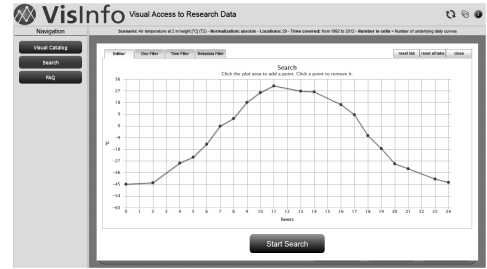 VisInfo Visual Access to Research Data
Navigation
Scenario: Air temperature at 2 m height [°C] (T2) - Normalization: absolute - Locations: 28 - Time covered: from 1992 to 2012 - Number in cells = Number of underlying daily curves
Visual Catalog
Search
FAQ
Editor Geo Filter Time Filter Metadata Filter
reset tab reset all tabs close
Search
Click the plot area to add a point. Click a point to remove it.
36
27
18
9
0
-9
-18
-27
-36
-45
-54
-63
°C
0 1 2 3 4 5 6 7 8 9 10 11 12 13 14 15 16 17 18 19 20 21 22 23 24
hours
Start Search